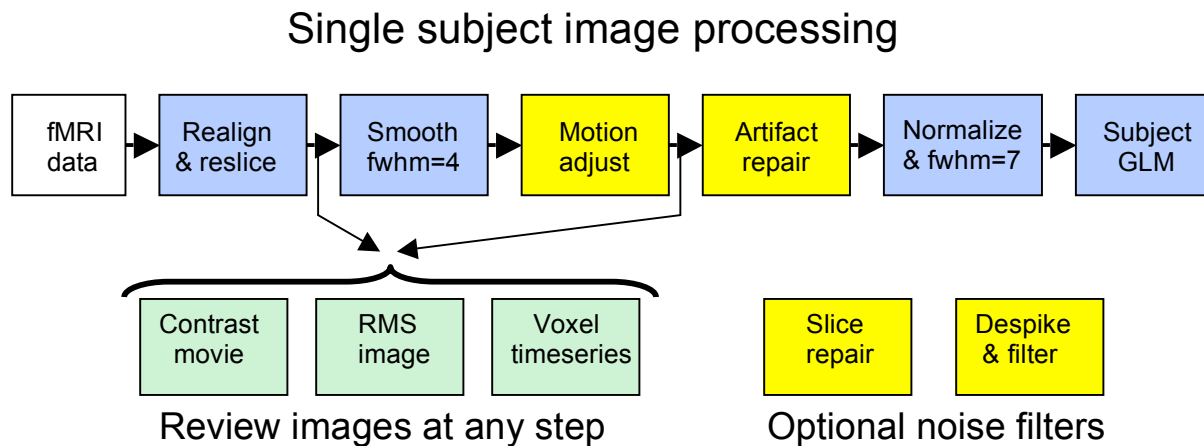 Single subject image processing
fMRI
data
Realign
& reslice
Smooth
fwhm=4
Motion
adjust
Artifact
repair
Normalize
& fwhm=7
Subject
GLM
Contrast
movie
RMS
image
Voxel
timeseries
Slice
repair
Despike
& filter
Review images at any step
Optional noise filters